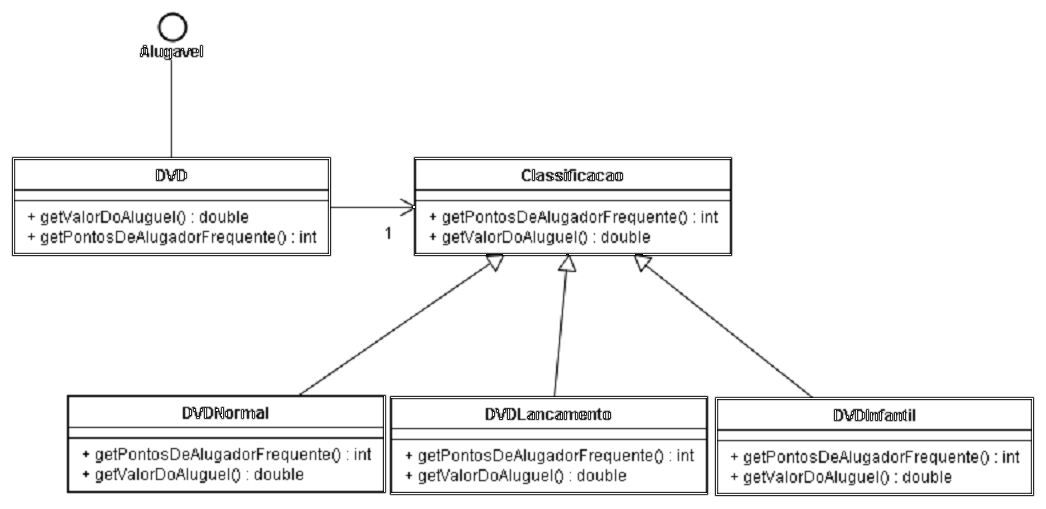 Alugavel
DVD
+ getValorDoAluguel() : double
+ getPontosDeAlugadorFrequente() : int
1
Classificacao
+ getPontosDeAlugadorFrequente() : int
+ getValorDoAluguel() : double
DVDNormal
+ getPontosDeAlugadorFrequente() : int
+ getValorDoAluguel() : double
DVDLancamento
+ getPontosDeAlugadorFrequente() : int
+ getValorDoAluguel() : double
DVDInfantil
+ getPontosDeAlugadorFrequente() : int
+ getValorDoAluguel() : double